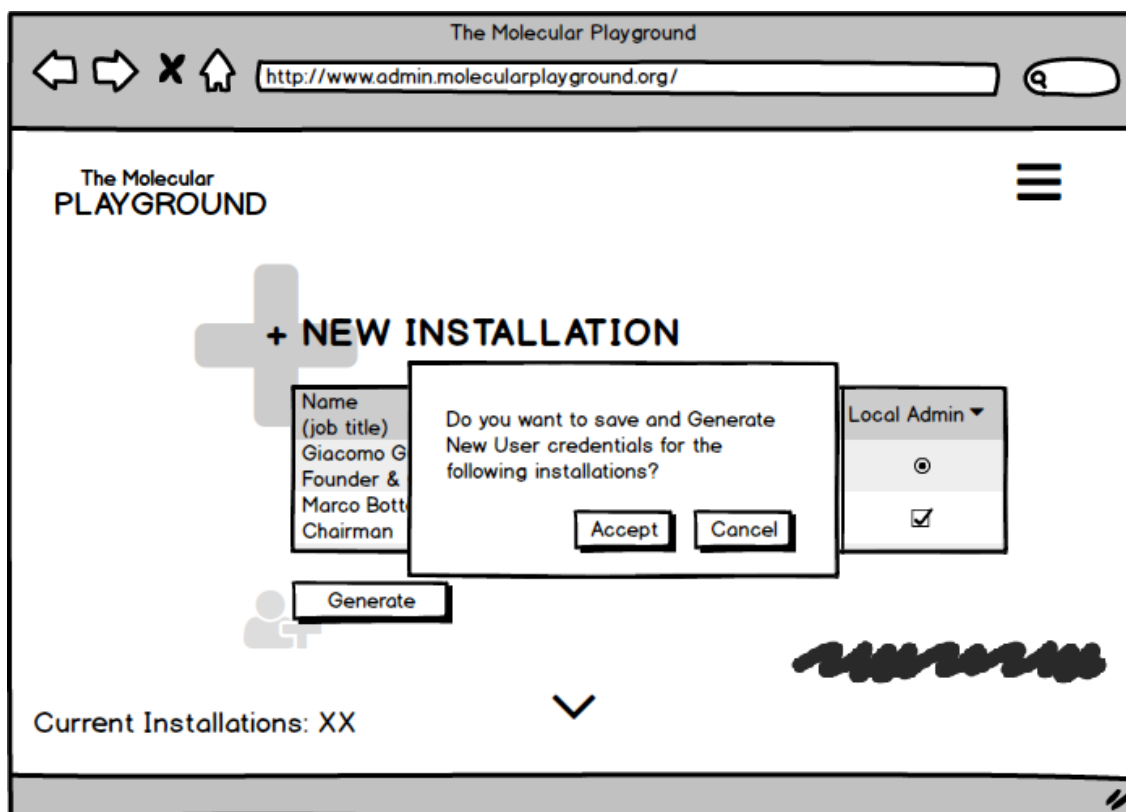 The Molecular Playground
http://www.admin.molecularplayground.org/
The Molecular
PLAYGROUND
+ NEW INSTALLATION
Name
(job title)
Local Admin
Giacomo
Founder &
Marco
Chairman
Do you want to save and Generate
New User credentials for the
following installations?
Accept Cancel
Generate
Current Installations: XX